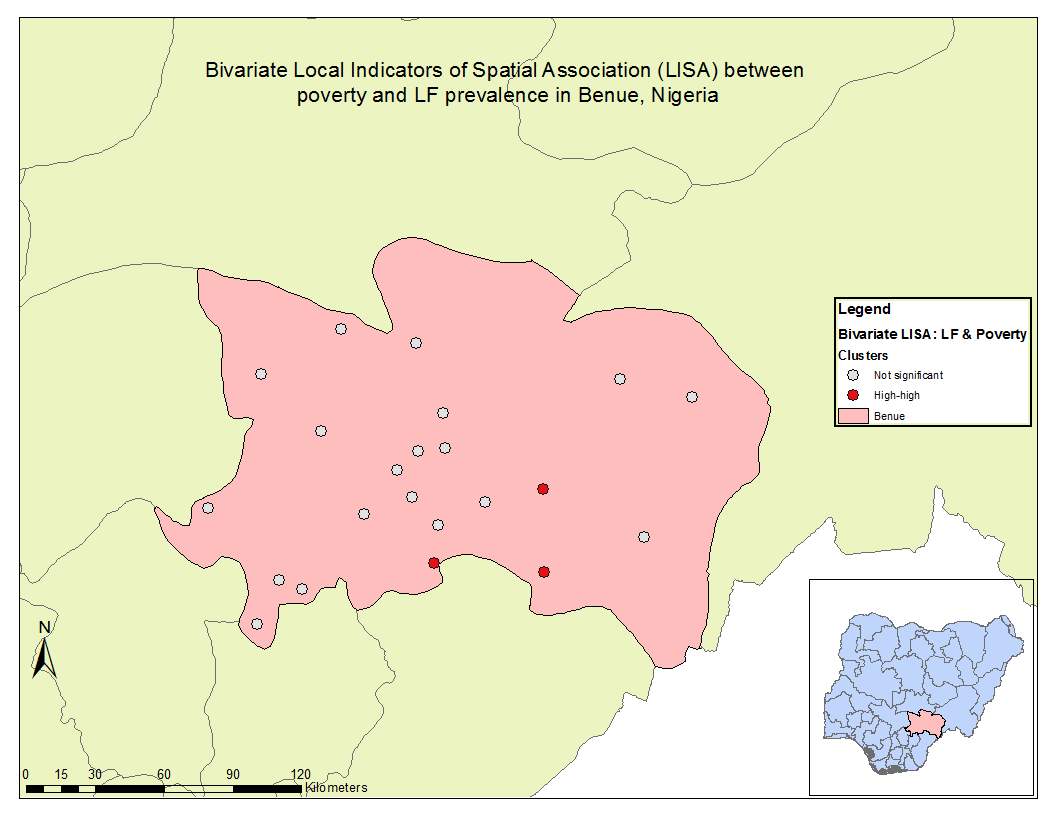 Bivariate Local Indicators of Spatial Association (LISA) between
poverty and LF prevalence in Benue, Nigeria
Legend
Bivariate LISA: LF & Poverty
Clusters
Not significant
High-high
Benue
N
0 15 30 60 90 120
Kilometers